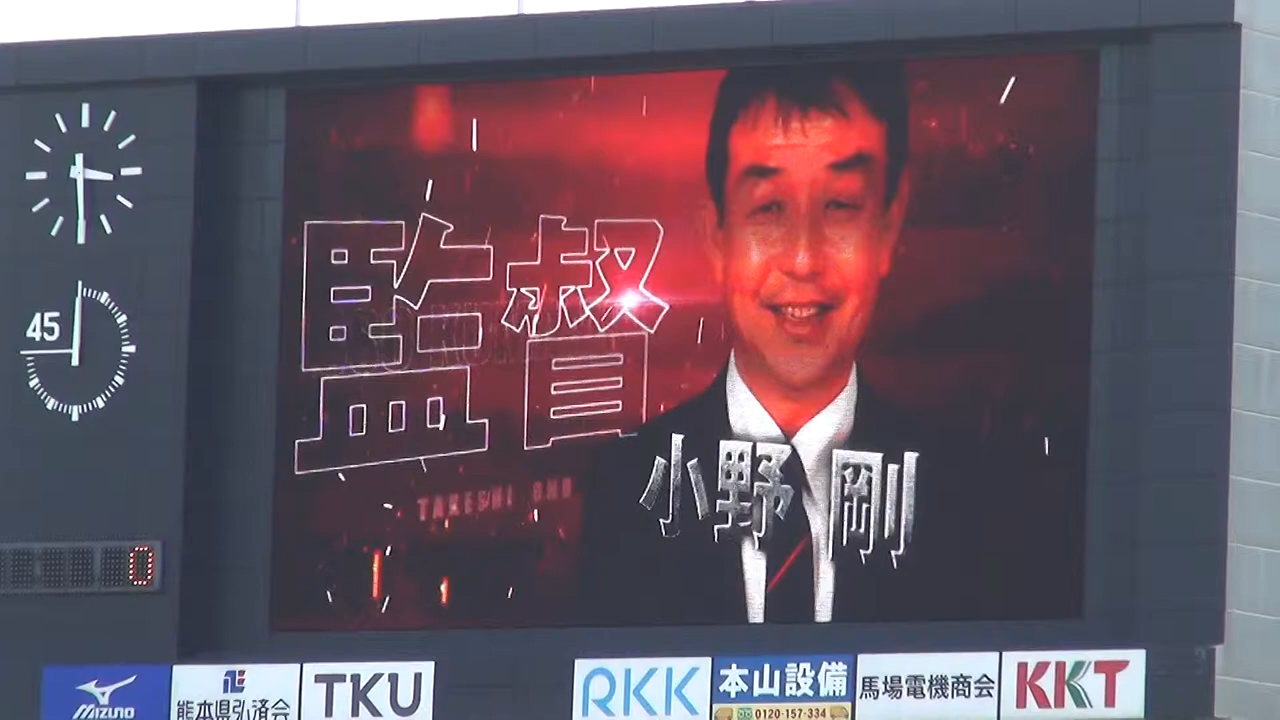 45
監督
TAKESHI ONO
小野 剛
0
MIZUNO
熊本県弘済会
TKU
RKK
本山設備
0120-157-334
馬場電機商会
KKT